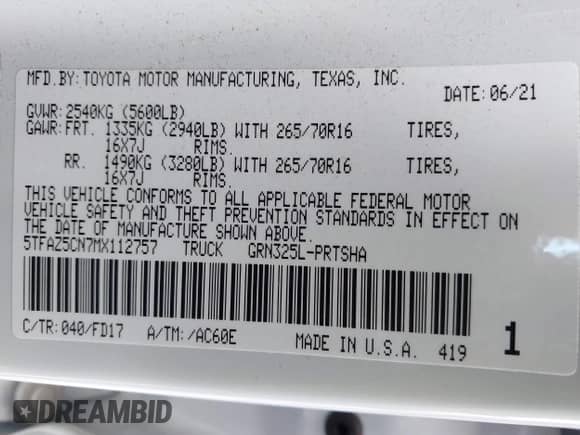 MFD.BY:TOYOTA MOTOR MANUFACTURING, TEXAS, INC.
DATE:06/21
GVWR:2540KG (5600LB)
GAWR:FRT. 1335KG (2940LB) WITH 265/70R16 TIRES,
16X7J RIMS.
RR. 1490KG (3280LB) WITH 265/70R16 TIRES,
16X7J RIMS.
THIS VEHICLE CONFORMS TO ALL APPLICABLE FEDERAL MOTOR
VEHICLE SAFETY AND THEFT PREVENTION STANDARDS IN EFFECT ON
THE DATE OF MANUFACTURE SHOWN ABOVE.
5TFAZ5CN7MX112757 TRUCK GRN325L-PRTSHA
C/TR:040/FD17 A/TM:/AC60E MADE IN U.S.A. 419 1
DREAMBID